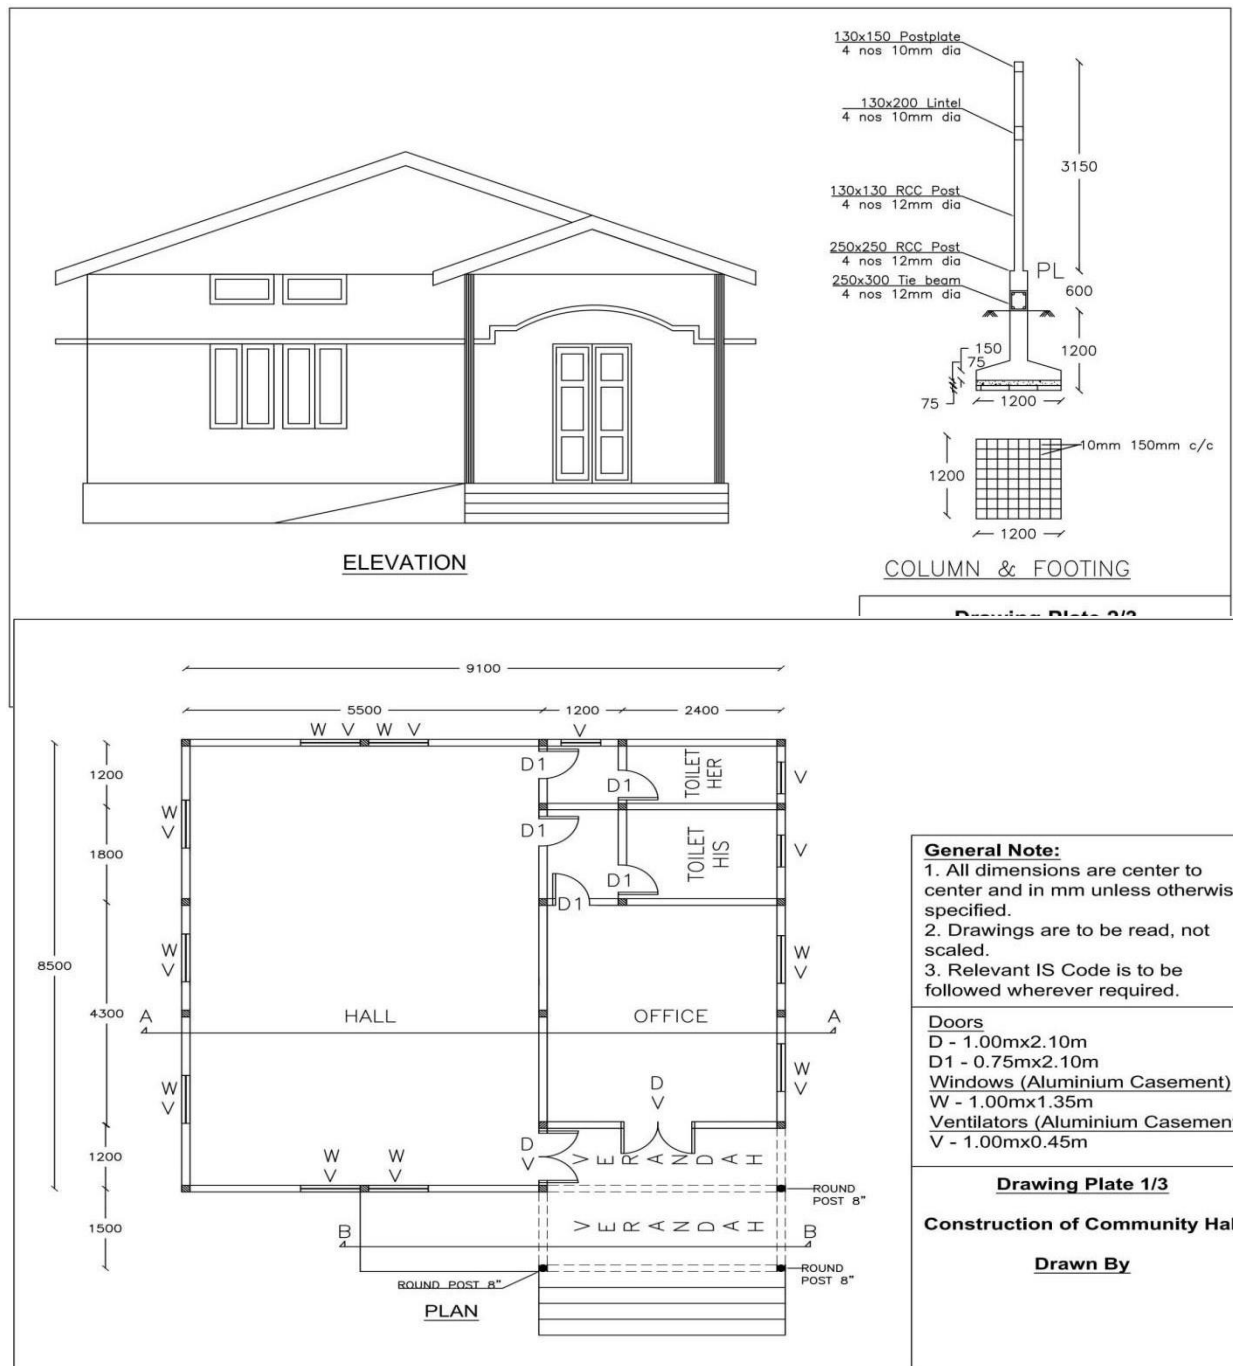 130x150 Postplate
4 nos 10mm dia
130x200 Lintel
4 nos 10mm dia
3150
130x130 RCC Post
4 nos 12mm dia
250x250 RCC Post
4 nos 12mm dia
PL
250x300 Tie beam
4 nos 12mm dia
600
150
75
1200
75
1200
10mm 150mm c/c
1200
1200
ELEVATION
COLUMN & FOOTING
Drawing Plate 2/3
9100
5500
1200
2400
W V W V
V
1200
D1
D1
TOILET HER
V
W
V
D1
1800
TOILET HIS
V
D1
D1
8500
W
V
W
V
4300
A
HALL
OFFICE
A
W
V
W
V
D
V
1200
W
V
W
V
D
V
VERANDAH
ROUND
POST 8"
1500
VERANDAH
B
B
ROUND POST 8"
ROUND
POST 8"
PLAN
General Note:
1. All dimensions are center to
center and in mm unless otherwis
specified.
2. Drawings are to be read, not
scaled.
3. Relevant IS Code is to be
followed wherever required.
Doors
D - 1.00mx2.10m
D1 - 0.75mx2.10m
Windows (Aluminium Casement)
W - 1.00mx1.35m
Ventilators (Aluminium Casemen
V - 1.00mx0.45m
Drawing Plate 1/3
Construction of Community Hal
Drawn By